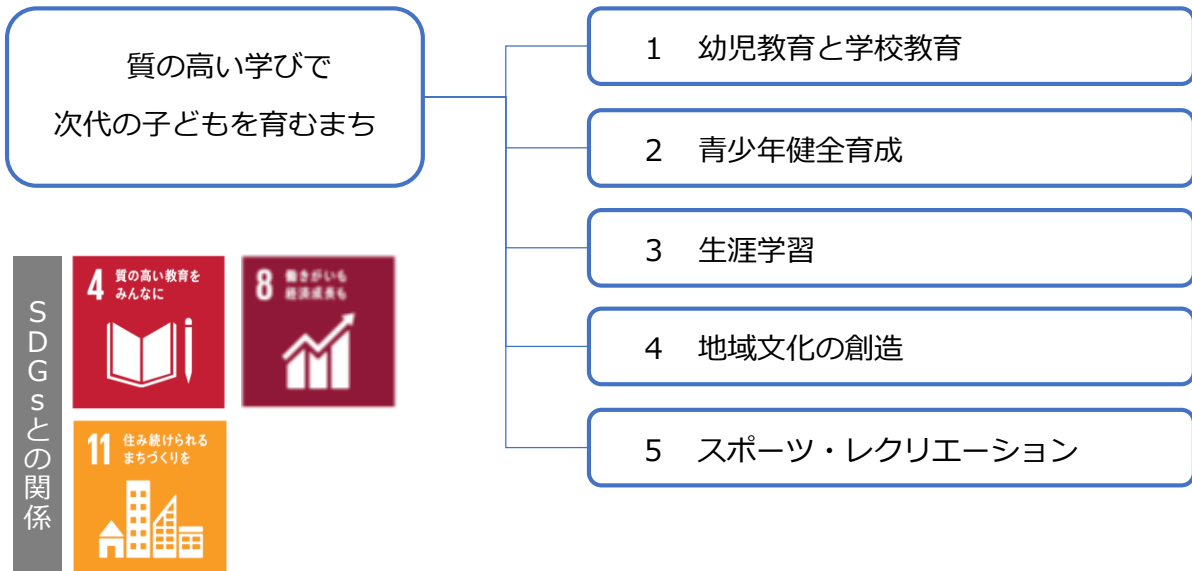 質の高い学びで
次代の子どもを育むまち
1 幼児教育と学校教育
2 青少年健全育成
3 生涯学習
4 地域文化の創造
5 スポーツ・レクリエーション
SDGsとの関係
4 質の高い教育を
みんなに
8 働きがいも
経済成長も
11 住み続けられる
まちづくりを